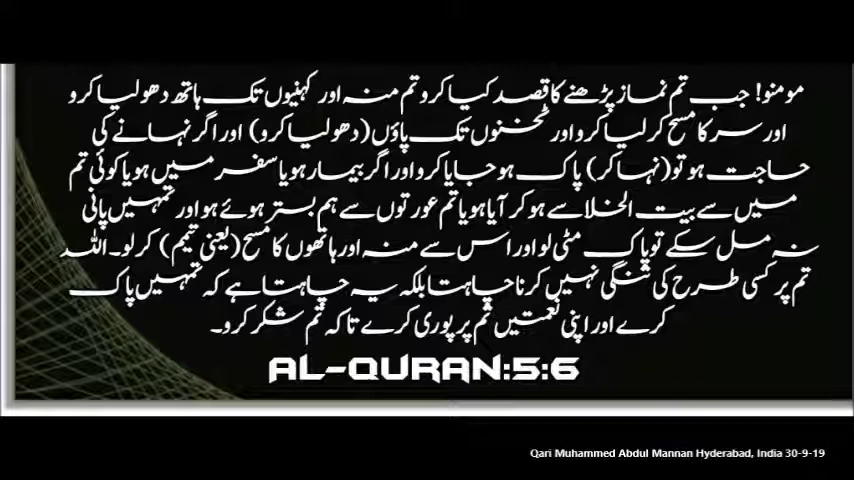 مومنو! جب تم نماز پڑھنے کا قصد کیا کرو تم منہ اور کہنیوں تک ہاتھ دھو لیا کرو
اور سر کا مسح کر لیا کرو اور ٹخنوں تک پاؤں (دھو لیا کرو) اور اگر نہانے کی
حاجت ہو تو (نہا کر) پاک ہو جایا کرو اور اگر بیمار ہو یا سفر میں ہو یا کوئی تم
میں سے بیت الخلا سے ہو کر آیا ہو یا تم عورتوں سے ہم بستر ہوئے ہو اور تمہیں پانی
نہ مل سکے تو پاک مٹی لو اور اس سے منہ اور ہاتھوں کا مسح (یعنی تیمم) کر لو۔ اللہ
تم پر کسی طرح کی تنگی نہیں کرنا چاہتا بلکہ یہ چاہتا ہے کہ تمہیں پاک
کرے اور اپنی نعمتیں تم پر پوری کرے تاکہ تم شکر کرو۔
AL-QURAN:5:6
Qari Muhammed Abdul Mannan Hyderabad, India 30-9-19